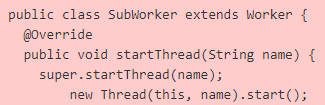 public class SubWorker extends Worker {
@Override
public void startThread(String name) {
super.startThread(name);
new Thread(this, name).start();